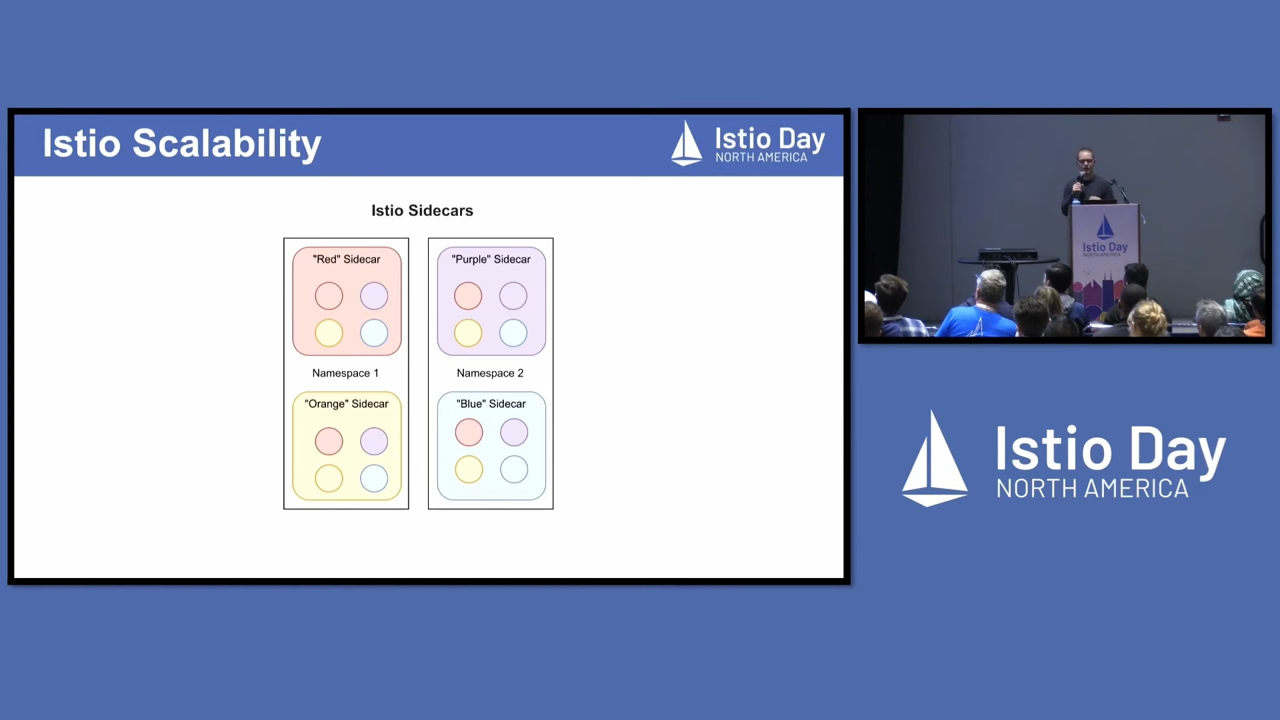 Istio Scalability
Istio Day
NORTH AMERICA
Istio Sidecars
"Red" Sidecar
"Purple" Sidecar
Namespace 1
Namespace 2
"Orange" Sidecar
"Blue" Sidecar
Istio Day
NORTH AMERICA
Istio Day
NORTH AMERICA